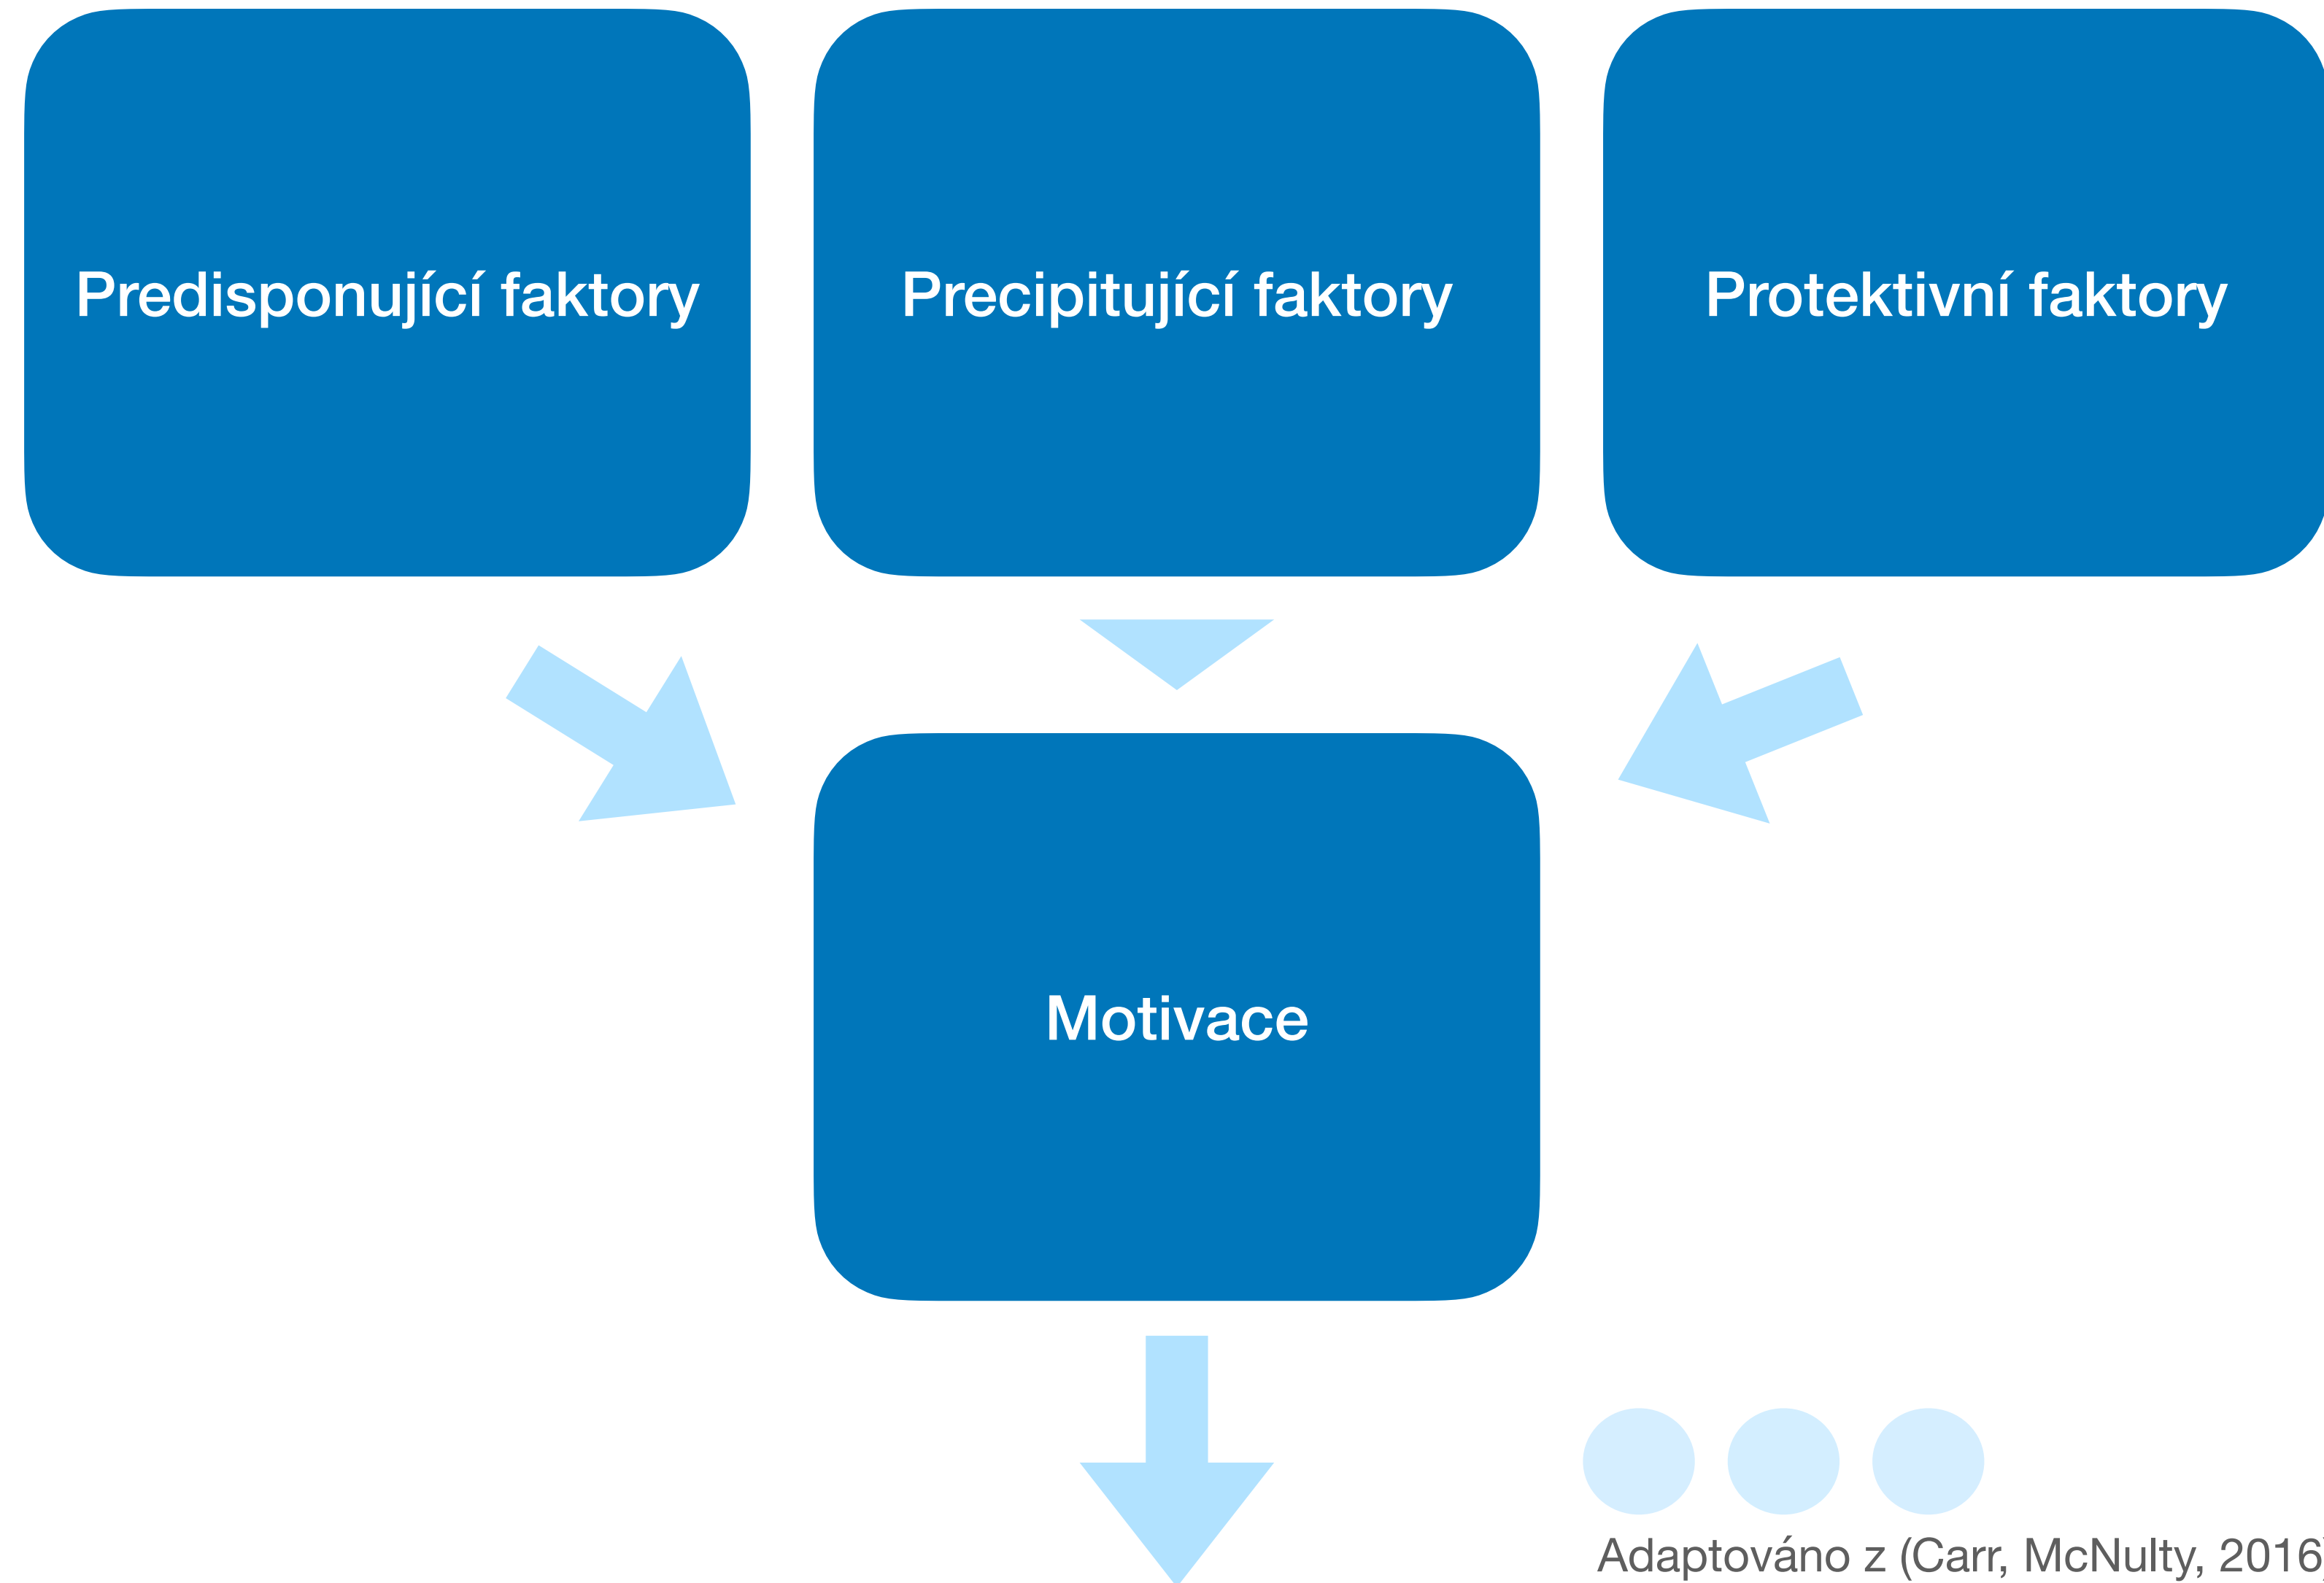 Predisponující faktory
Precipitující faktory
Protektivní faktory
Motivace
Adaptováno z (Carr, McNulty, 2016)